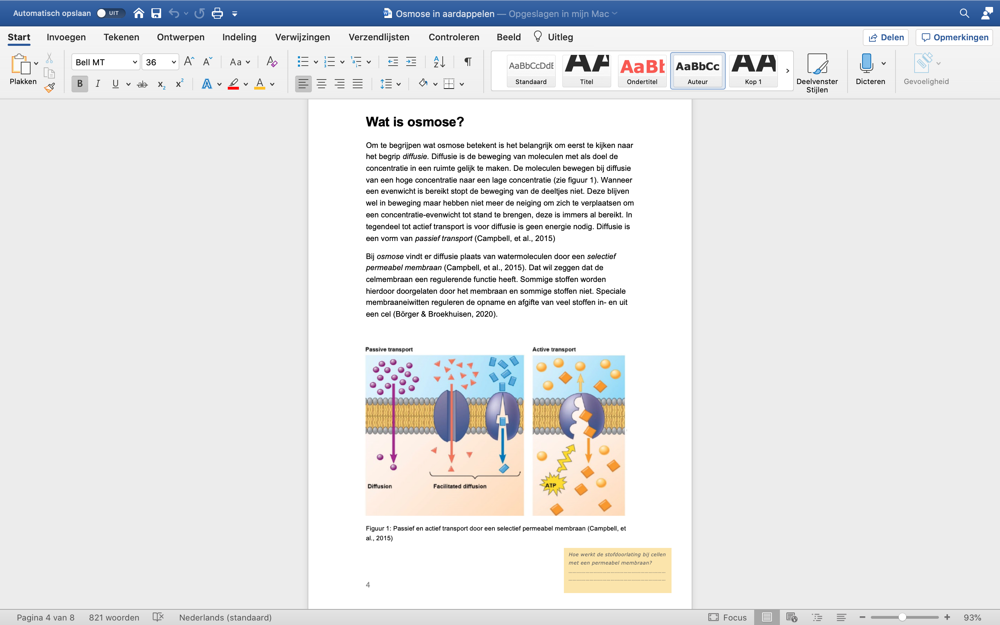 Automatisch opslaan UIT Osmose in aardappelen — Opgeslagen in mijn Mac
Start Invoegen Tekenen Ontwerpen Indeling Verwijzingen Verzendlijsten Controleren Beeld Uitleg Delen Opmerkingen
Plakken
Bell MT 36
AaBbCcDdE Standaard
AA Titel
AaBb Ondertitel
AaBbCc Auteur
AA Kop 1
Deelvenster
Stijlen
Dicteren
Gevoeligheid
Wat is osmose?
Om te begrijpen wat osmose betekent is het belangrijk om eerst te kijken naar
het begrip diffusie. Diffusie is de beweging van moleculen met als doel de
concentratie in een ruimte gelijk te maken. De moleculen bewegen bij diffusie
van een hoge concentratie naar een lage concentratie (zie figuur 1). Wanneer
een evenwicht is bereikt stopt de beweging van de deeltjes niet. Deze blijven
wel in beweging maar hebben niet meer de neiging om zich te verplaatsen om
een concentratie-evenwicht tot stand te brengen, deze is immers al bereikt. In
tegendeel tot actief transport is voor diffusie is geen energie nodig. Diffusie is
een vorm van passief transport (Campbell, et al., 2015)
Bij osmose vindt er diffusie plaats van watermoleculen door een selectief
permeabel membraan (Campbell, et al., 2015). Dat wil zeggen dat de
celmembraan een regulerende functie heeft. Sommige stoffen worden
hierdoor doorgelaten door het membraan en sommige stoffen niet. Speciale
membraaneiwitten reguleren de opname en afgifte van veel stoffen in- en uit
een cel (Börger & Broekhuisen, 2020).
Passive transport
Active transport
ATP
Diffusion
Facilitated diffusion
Figuur 1: Passief en actief transport door een selectief permeabel membraan (Campbell, et
al., 2015)
Hoe werkt de stofdoorlating bij cellen
met een permeabel membraan?
4
Pagina 4 van 8 821 woorden Nederlands (standaard) Focus 93%